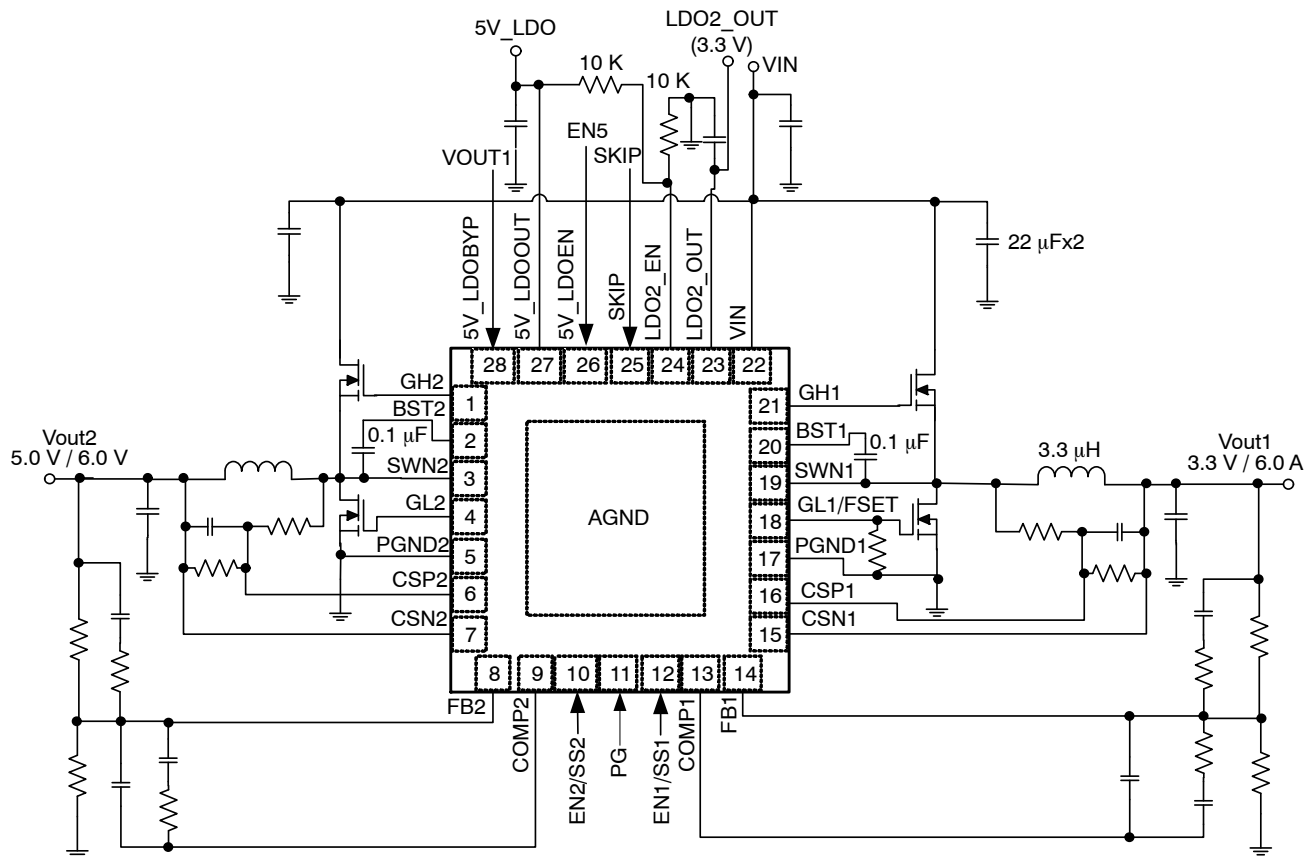 5V_LDO
LDO2_OUT
(3.3 V)
VIN
10 K
10 K
EN5
SKIP
VOUT1
22 μFx2
5V_LDOBYP
5V_LDOOUT
5V_LDOEN
SKIP
LDO2_EN
LDO2_OUT
VIN
28
27
26
25
24
23
22
GH2
1
21
GH1
BST2
2
20
BST1
0.1 μF
0.1 μF
Vout2
5.0 V / 6.0 V
SWN2
3
19
SWN1
3.3 μH
Vout1
3.3 V / 6.0 A
GL2
4
AGND
18
GL1/FSET
PGND2
5
17
PGND1
CSP2
6
16
CSP1
CSN2
7
15
CSN1
8
9
10
11
12
13
14
FB2
COMP2
EN2/SS2
PG
EN1/SS1
COMP1
FB1